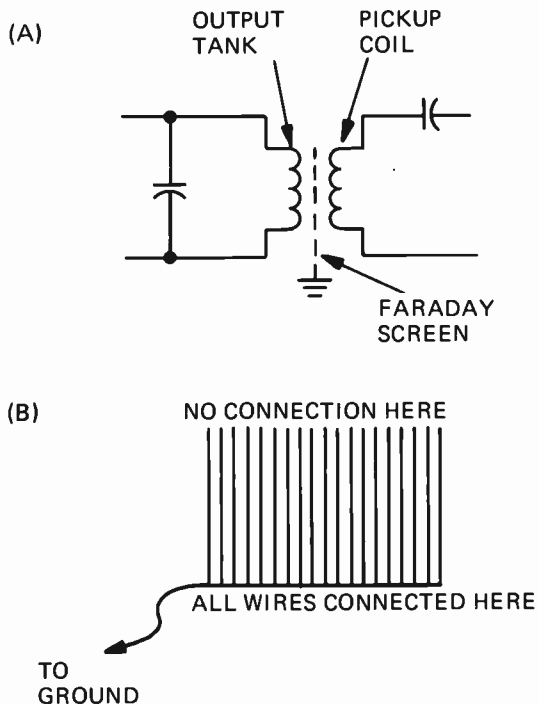 (A)
OUTPUT
TANK
PICKUP
COIL
FARADAY
SCREEN
(B)
NO CONNECTION HERE
ALL WIRES CONNECTED HERE
TO
GROUND